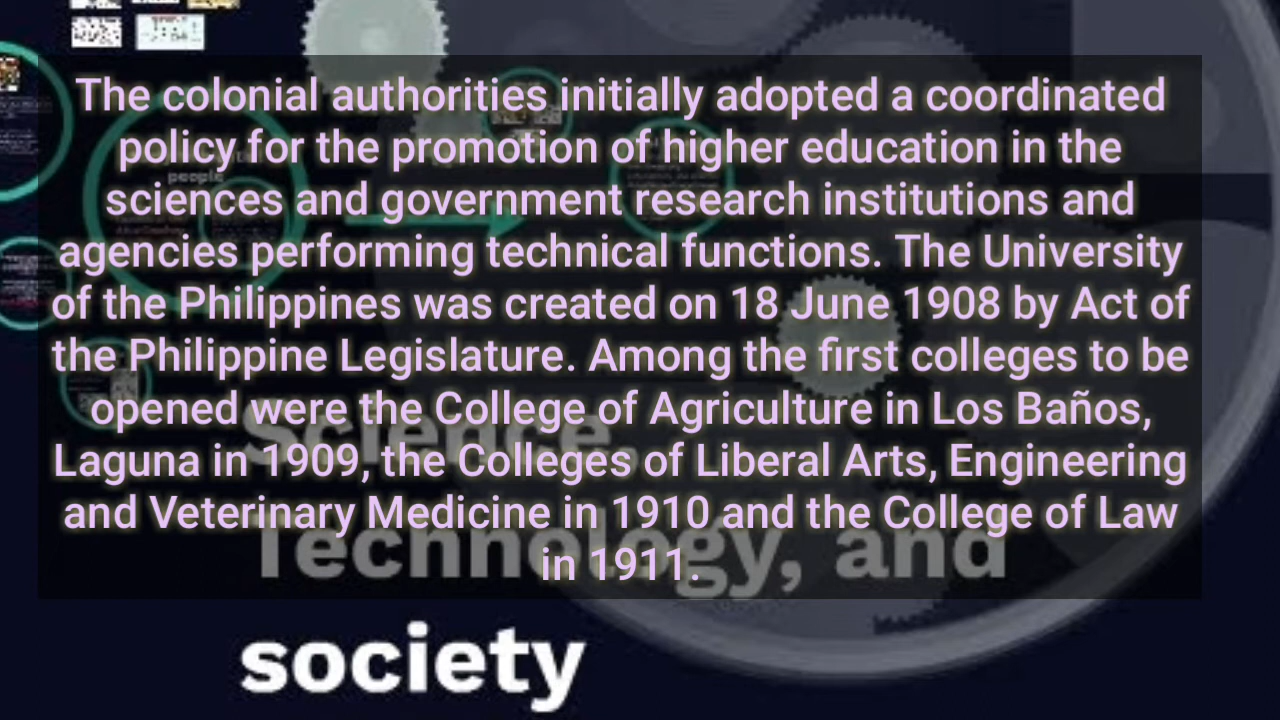 The colonial authorities initially adopted a coordinated
policy for the promotion of higher education in the
sciences and government research institutions and
agencies performing technical functions. The University
of the Philippines was created on 18 June 1908 by Act of
the Philippine Legislature. Among the first colleges to be
opened were the College of Agriculture in Los Baños,
Laguna in 1909, the Colleges of Liberal Arts, Engineering
and Veterinary Medicine in 1910 and the College of Law
in 1911.
people
Science,
Technology, and
society